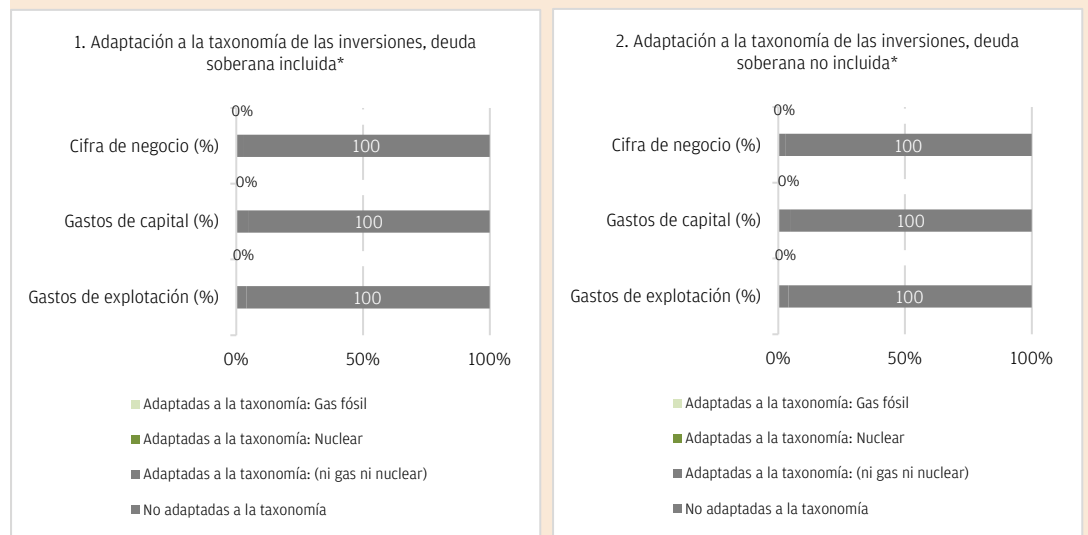 1. Adaptación a la taxonomía de las inversiones, deuda
soberana incluida*
0%
Cifra de negocio (%)
100
0%
Gastos de capital (%)
100
0%
Gastos de explotación (%)
100
0%
50%
100%
Adaptadas a la taxonomía: Gas fósil
Adaptadas a la taxonomía: Nuclear
Adaptadas a la taxonomía: (ni gas ni nuclear)
No adaptadas a la taxonomía
2. Adaptación a la taxonomía de las inversiones, deuda
soberana no incluida*
0%
Cifra de negocio (%)
100
0%
Gastos de capital (%)
100
0%
Gastos de explotación (%)
100
0%
50%
100%
Adaptadas a la taxonomía: Gas fósil
Adaptadas a la taxonomía: Nuclear
Adaptadas a la taxonomía: (ni gas ni nuclear)
No adaptadas a la taxonomía